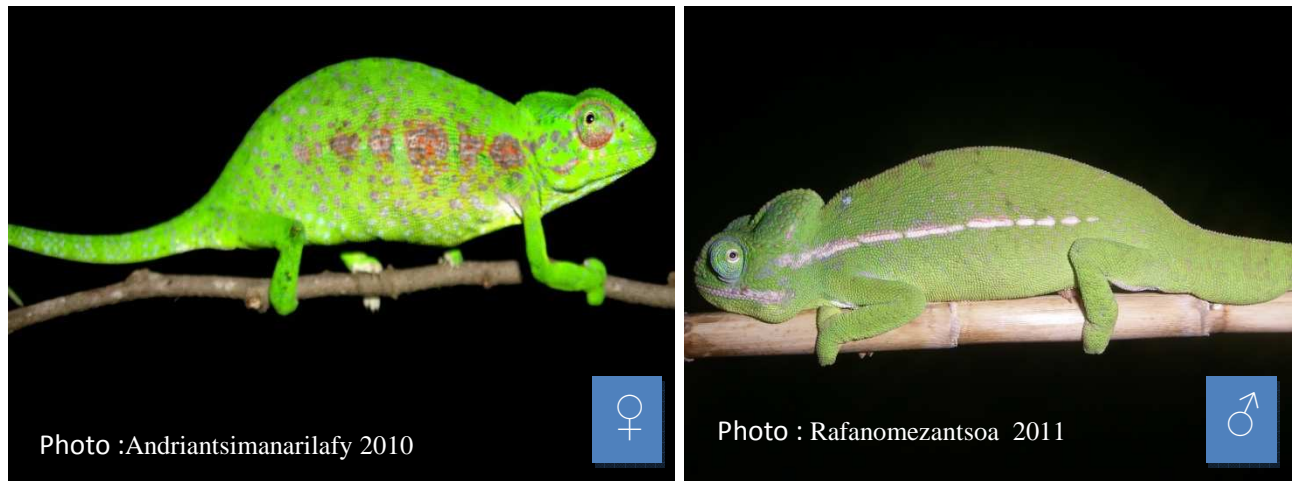 Photo :Andriantsimanarilafy 2010
♀
Photo : Rafanomezantsoa  2011
♂